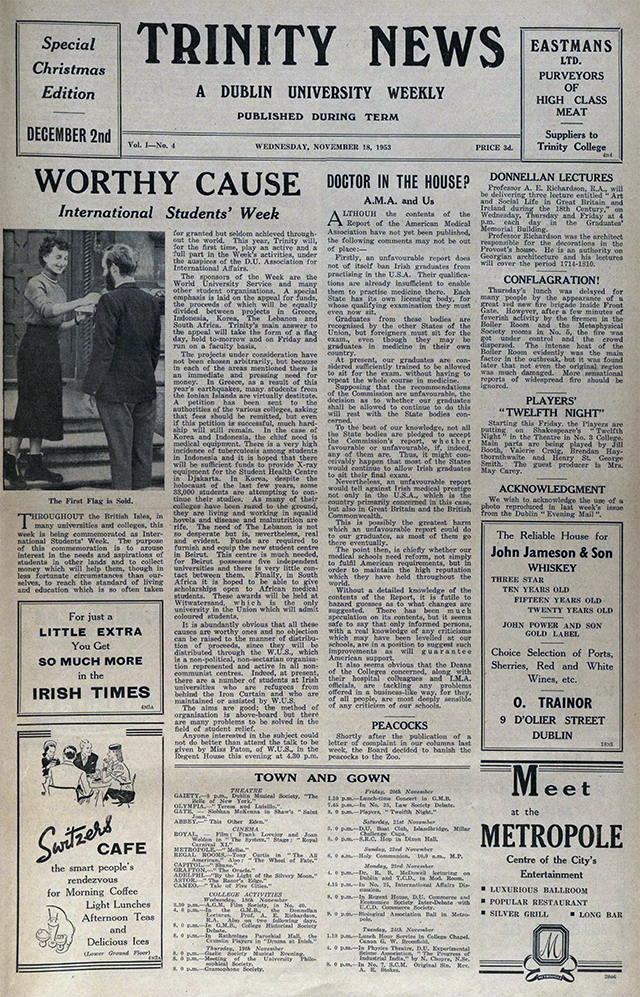 Special
Christmas
Edition
DECEMBER 2nd
TRINITY NEWS
A DUBLIN UNIVERSITY WEEKLY
PUBLISHED DURING TERM
Vol. I—No. 4
WEDNESDAY, NOVEMBER 18, 1953
PRICE 3d.
EASTMANS
LTD.
PURVEYORS
OF
HIGH CLASS
MEAT
Suppliers to
Trinity College
WORTHY CAUSE
International Students' Week
The First Flag is Sold.
THROUGHOUT the British Isles, in
many universities and colleges, this
week is being commemorated as Inter-
national Students' Week. The purpose
of this commemoration is to arouse
interest in the needs and aspirations
of students in other lands and to collect
money which will help them, though in
less fortunate circumstances than our-
selves, to reach the standard of living
and education which is so often taken
for granted but seldom achieved through-
out the world. This year, Trinity will,
for the first time, play an active and a
full part in the Week's activities, under
the auspices of the D.U. Association for
International Affairs.
The sponsors of the Week are the
World University Service and many
other student organisations. A special
emphasis is laid on the appeal for funds,
the proceeds of which will be equally
divided between projects in Greece,
Indonesia, Korea, The Lebanon and
South Africa. Trinity's main answer to
the appeal will take the form of a flag
day, held to-morrow and on Friday and
run on a faculty basis.
The projects under consideration have
not been chosen arbitrarily, but because
in each of the areas mentioned there is
an immediate and pressing need for
money. In Greece, as a result of this
year's earthquakes, many students from
the Ionian Islands are virtually destitute.
A petition has been sent to the
authorities of the various colleges, asking
that fees should be remitted, but even
if this petition is successful, much hard-
ship will still remain. In the case of
Korea and Indonesia, the chief need is
medical equipment. There is a very high
incidence of tuberculosis among students
in Indonesia and it is hoped that there
will be sufficient funds to provide X-ray
equipment for the Student Health Centre
in Djakarta. In Korea, despite the
holocaust of the last few years, some
38,000 students are attempting to con-
tinue their studies. As many of their
colleges have been razed to the ground,
they are living and working in squalid
hovels and disease and malnutrition are
rife. The need of The Lebanon is not
so desperate but is, nevertheless, real
and evident. Funds are required to
furnish and equip the new student centre
in Beirut. This centre is much needed,
for Beirut possesses five independent
universities and there is very little con-
tact between them. Finally, in South
Africa it is hoped to be able to give
scholarships open to African medical
students. These awards will be held at
Witwatersrand, which is the only
university in the Union which will admit
coloured students.
It is abundantly obvious that all these
causes are worthy ones and no objection
can be raised to the manner of distribu-
tion of proceeds, since they will be
distributed through the W.U.S., which
is a non-political, non-sectarian organisa-
tion represented and active in all non-
communist centres. Indeed, at present,
there are a number of students at Irish
universities who are refugees from
behind the Iron Curtain and who are
maintained or assisted by W.U.S.
The aims are good; the method of
organisation is above-board but there
are many problems to be solved in the
field of student relief.
Anyone interested in the subject could
not do better than attend the talk to be
given by Miss Paton, of W.U.S., in the
Regent House this evening at 4.30 p.m.
For just a
LITTLE EXTRA
You Get
SO MUCH MORE
in the
IRISH TIMES
Switzers
CAFE
the smart people's
rendezvous
for Morning Coffee
Light Lunches
Afternoon Teas
and
Delicious Ices
(Lower Ground Floor)
DOCTOR IN THE HOUSE?
A.M.A. and Us
ALTHOUGH the contents of the
Report of the American Medical
Association have not yet been published,
the following comments may not be out
of place:—
Firstly, an unfavourable report does
not of itself ban Irish graduates from
practising in the U.S.A. Their qualifica-
tions are already insufficient to enable
them to practise medicine there. Each
State has its own licensing body, for
whose qualifying examination they must
even now sit.
Graduates from these bodies are
recognised by the other States of the
Union, but foreigners must sit for the
exam., even though they may be
graduates in medicine in their own
country.
At present, our graduates are con-
sidered sufficiently trained to be allowed
to sit for the exam. without having to
repeat the whole course in medicine.
Supposing that the recommendations
of the Commission are unfavourable, the
decision as to whether our graduates
shall be allowed to continue to do this
will rest with the State bodies con-
cerned.
To the best of our knowledge, not all
the State bodies are pledged to accept
the Commission's report, whether
favourable or unfavourable, if, indeed,
any of them are. Thus, it might con-
ceivably happen that most of the States
would continue to allow Irish graduates
to sit their final exam.
Nevertheless, an unfavourable report
would tell against Irish medical prestige
not only in the U.S.A., which is the
country primarily concerned in this case,
but also in Great Britain and the British
Commonwealth.
This is possibly the greatest harm
which an unfavourable report could do
to our graduates, as most of them go
there eventually.
The point then, is chiefly whether our
medical schools need reform, not simply
to fulfil American requirements, but in
order to maintain the high reputation
which they have held throughout the
world.
Without a detailed knowledge of the
contents of the Report, it is futile to
hazard guesses as to what changes are
suggested. There has been much
speculation on its contents, but it seems
safe to say that only informed persons,
with a real knowledge of any criticisms
which may have been levelled at our
schools, are in a position to suggest such
improvements as will guarantee
American support.
It also seems obvious that the Deans
of the Colleges concerned, along with
their hospital colleagues and I.M.A.
officials, are tackling any problems
offered in a business-like way, for they,
of all people, are most deeply sensible
of any criticism of our schools.
PEACOCKS
Shortly after the publication of a
letter of complaint in our columns last
week, the Board decided to banish the
peacocks to the Zoo.
DONNELLAN LECTURES
Professor A. E. Richardson, R.A., will
be delivering three lectures entitled "Art
and Social Life in Great Britain and
Ireland during the 18th Century," on
Wednesday, Thursday and Friday at 4
p.m. each day in the Graduates'
Memorial Building.
Professor Richardson was the architect
responsible for the decorations in the
Provost's house. He is an authority on
Georgian architecture and his lectures
will cover the period 1714-1810.
CONFLAGRATION!
Thursday's lunch was delayed for
many people by the appearance of a
great red new fire brigade inside Front
Gate. However, after a few minutes of
feverish activity by the firemen in the
Boiler Room and the Metaphysical
Society rooms in No. 5, the fire was
got under control and the crowd
dispersed. The intense heat of the
Boiler Room evidently was the main
factor in the outbreak, but it was found
later that not even the original region
was much damaged. More sensational
reports of widespread fire should be
ignored.
PLAYERS'
"TWELFTH NIGHT"
Starting this Friday, the Players are
putting on Shakespeare's "Twelfth
Night" in the Theatre in No. 3 College.
Main parts are being played by Jill
Booth, Valerie Craig, Brendan Hay-
thornthwaite and Henry St. George
Smith. The guest producer is Mrs.
May Carey.
ACKNOWLEDGMENT
We wish to acknowledge the use of a
photo reproduced in last week's issue
from the Dublin "Evening Mail".
The Reliable House for
John Jameson & Son
WHISKEY
THREE STAR
TEN YEARS OLD
FIFTEEN YEARS OLD
TWENTY YEARS OLD
JOHN POWER AND SON
GOLD LABEL
Choice Selection of Ports,
Sherries, Red and White
Wines, etc.
O. TRAINOR
9 D'OLIER STREET
DUBLIN
TOWN AND GOWN
THEATRE
GAIETY.—8 p.m., Dublin Musical Society, "The
Belle of New York."
OLYMPIA.—"Teresa and Luisillo."
GATE.—Siobhan McKenna in Shaw's "Saint
Joan."
ABBEY.—"This Other Eden."
CINEMA
ROYAL.—Film: Frank Lovejoy and Joan
Weldon in "The System." Stage: "Royal
Carnival XI."
METROPOLE.—"Melba."
REGAL ROOMS.—Tony Curtis in "The All
American." Also: "The Wheel of Fate."
CAPITOL.—"Shane."
GRAFTON.—"The Oracle."
ADELPHI.—"By the Light of the Silvery Moon."
ASTOR.—"The Razor's Edge."
CAMEO.—"Tale of Five Cities."
COLLEGE ACTIVITIES
Wednesday, 18th November
4.0 p.m.—In G.M.B., the Donnellan
Lectures. Prof. A. E. Richardson,
R.A. Also on two following days.
8.0 p.m.—In G.M.B., College Historical Society
Debate.
8.0 p.m.—In Rathmines Parochial Hall, the
Crumlin Players in "Drama at Inish."
Thursday, 19th November
8.0 p.m.—Gaelic Society Musical Evening.
8.0 p.m.—Meeting of the University Philo-
sophical Society.
8.0 p.m.—Gramophone Society.
Friday, 20th November
1.20 p.m.—Lunch-time Concert in G.M.B.
7.45 p.m.—In No. 25, Law Society Debate.
8.0 p.m.—Players, "Twelfth Night."
Saturday, 21st November
D.U. Boat Club, Islandbridge, Millar
Challenge Cups.
8.0 p.m.—S.R.C. Hop in Dixon Hall.
Sunday, 22nd November
Holy Communion.
Monday, 23rd November
Dr. R. B. McDowell lecturing on
Dublin and T.C.D., in Mod. Room.
4.15 p.m.—In No. 25, International Affairs Dis-
cussion.
8.0 p.m.—In Regent House, D.U. Commerce and
Economics Society Inter-Debate with
U.C.D. Commerce Society.
8.0 p.m.—Biological Association Ball in Metro-
pole.
Tuesday, 24th November
Lunch Hour Service in College Chapel.
Canon G. W. Broomfield.
In Physics Theatre, D.U. Experimental
Science Association, "The Progress of
Industrial India," by N. Chopra, N.Sc.
8.0 p.m.—In No. 7, S.C.M. Original Sin. Rev.
A. E. Stokes.
Meet
at the
METROPOLE
Centre of the City's
Entertainment
LUXURIOUS BALLROOM
POPULAR RESTAURANT
SILVER GRILL
LONG BAR
M
METROPOLE